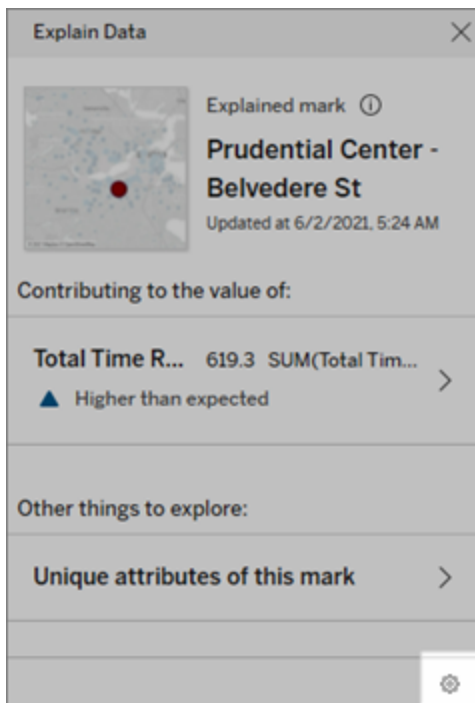 Explain Data
Explained mark
Prudential Center -
Belvedere St
Updated at 6/2/2021, 5:24 AM
Contributing to the value of:
Total Time R... 619.3 SUM(Total Tim...
Higher than expected
Other things to explore:
Unique attributes of this mark